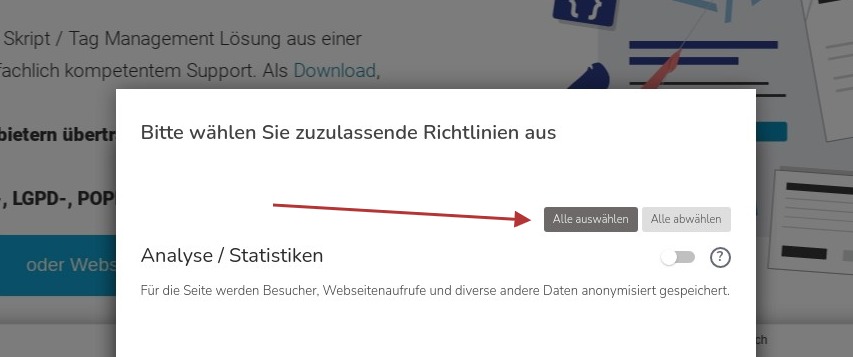 Skript / Tag Management Lösung aus einer
fachlich kompetentem Support. Als Download,
Bitte wählen Sie zuzulassende Richtlinien aus
Alle auswählen
Alle abwählen
Analyse / Statistiken
?
Für die Seite werden Besucher, Webseitenaufrufe und diverse andere Daten anonymisiert gespeichert.
bietern übertr
-, LGPD-, POP
oder Webs
ch